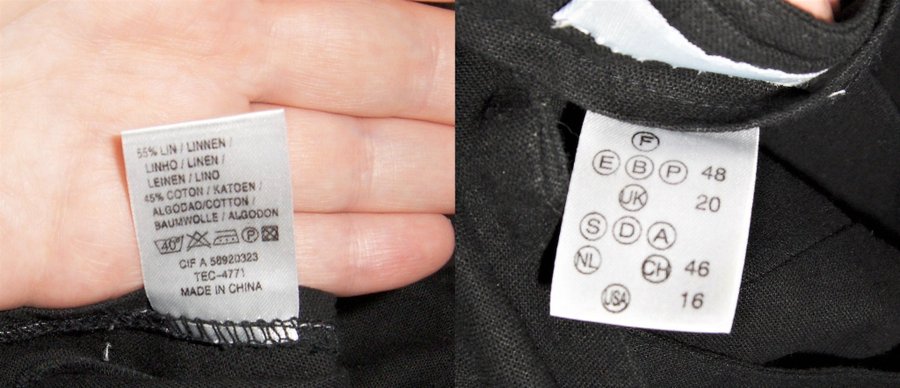 55% LIN / LINNEN /
LINHO / LINEN /
LEINEN / LINO
45% COTON / KATOEN /
ALGODAO/COTTON /
BAUMWOLLE / ALGODON
40°
P
CIF A 58920323
TEC-4771
MADE IN CHINA
F
E B P 48
UK 20
S D A
NL CH 46
USA 16